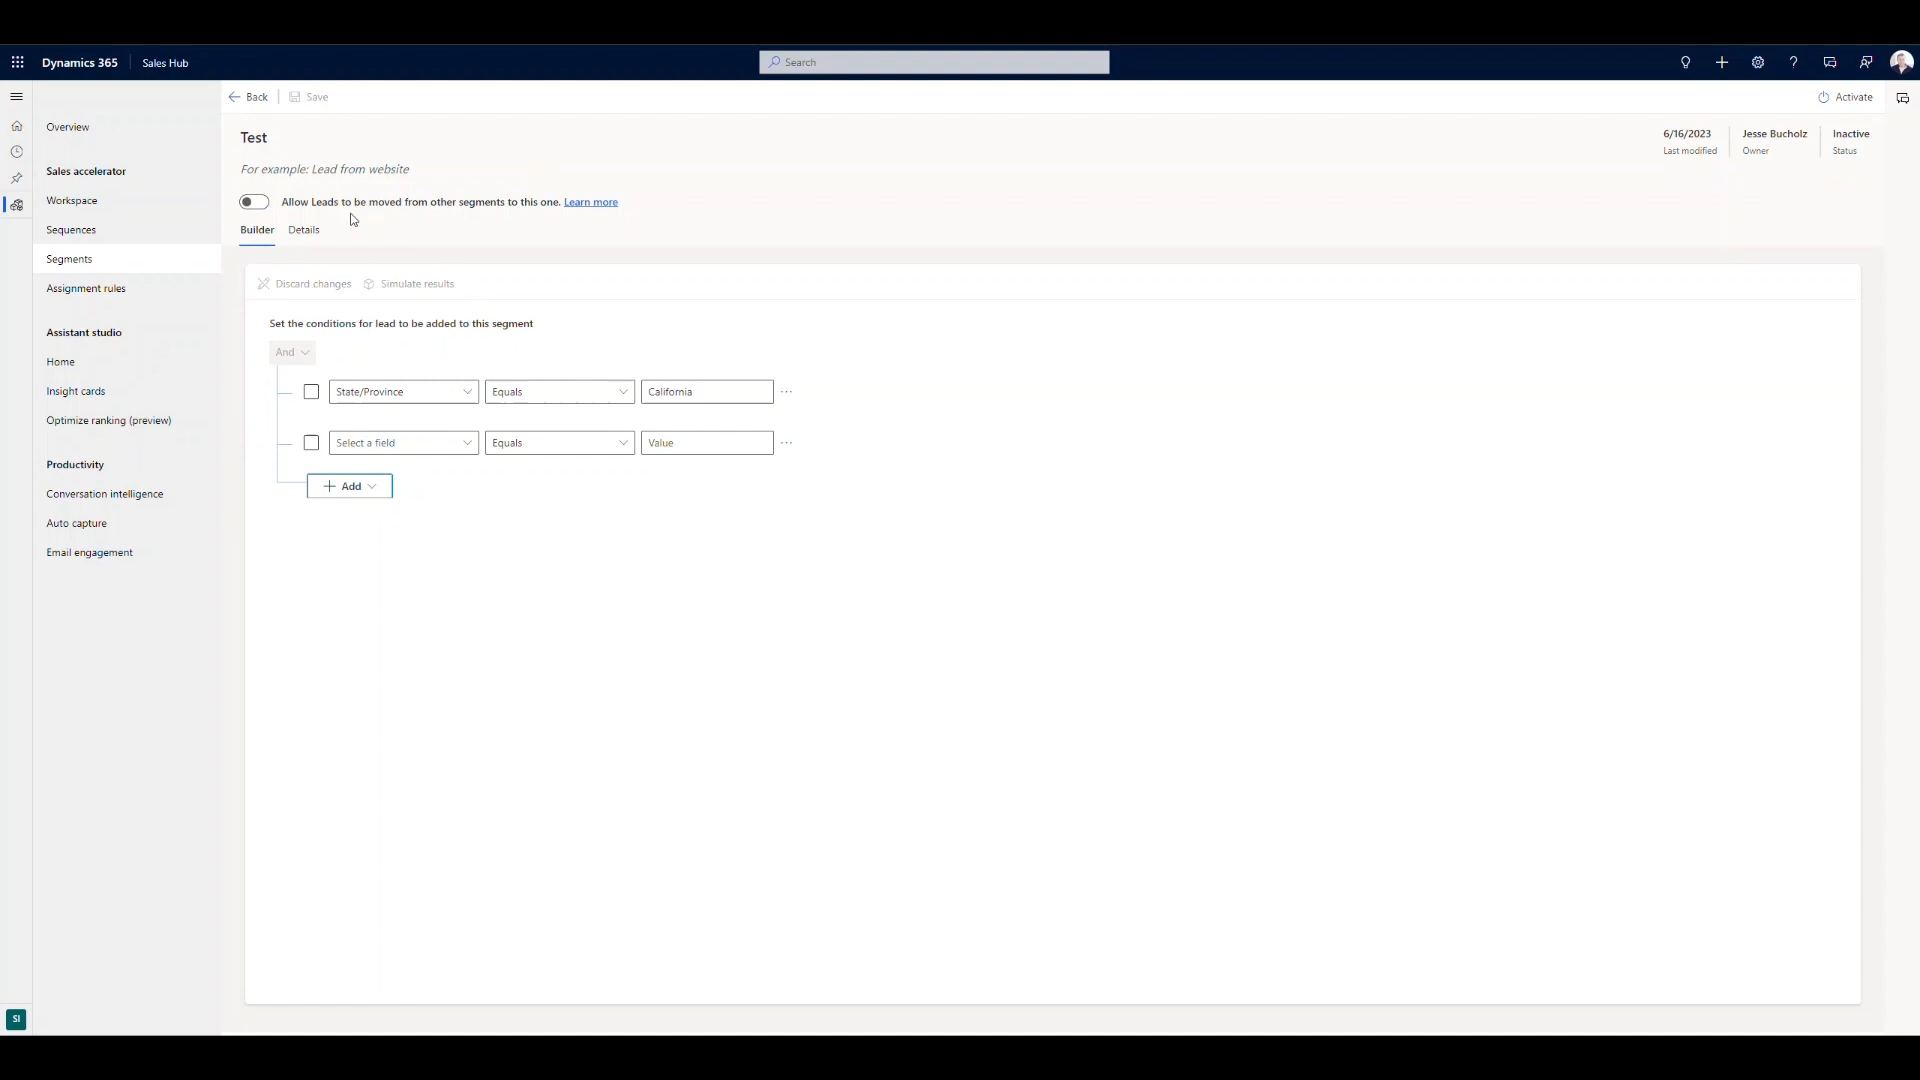 Dynamics 365
Sales Hub
Search
Back
Save
Activate
Overview
Sales accelerator
Workspace
Sequences
Segments
Assignment rules
Assistant studio
Home
Insight cards
Optimize ranking (preview)
Productivity
Conversation intelligence
Auto capture
Email engagement
SI
Test
For example: Lead from website
6/16/2023
Last modified
Jesse Bucholz
Owner
Inactive
Status
Allow Leads to be moved from other segments to this one. Learn more
Builder Details
Discard changes Simulate results
Set the conditions for lead to be added to this segment
And
State/Province Equals California
Select a field Equals Value
Add